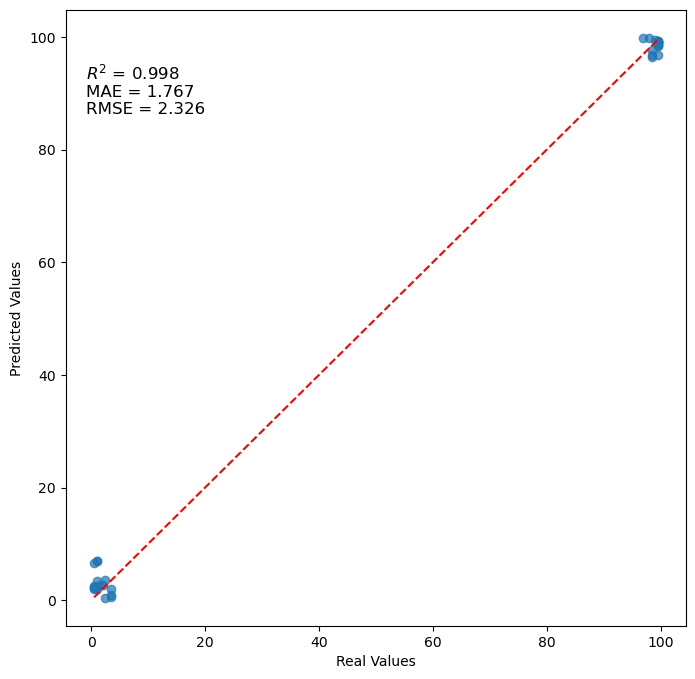 100
R² = 0.998
MAE = 1.767
RMSE = 2.326
80
60
40
20
0
Predicted Values
0 20 40 60 80 100
Real Values